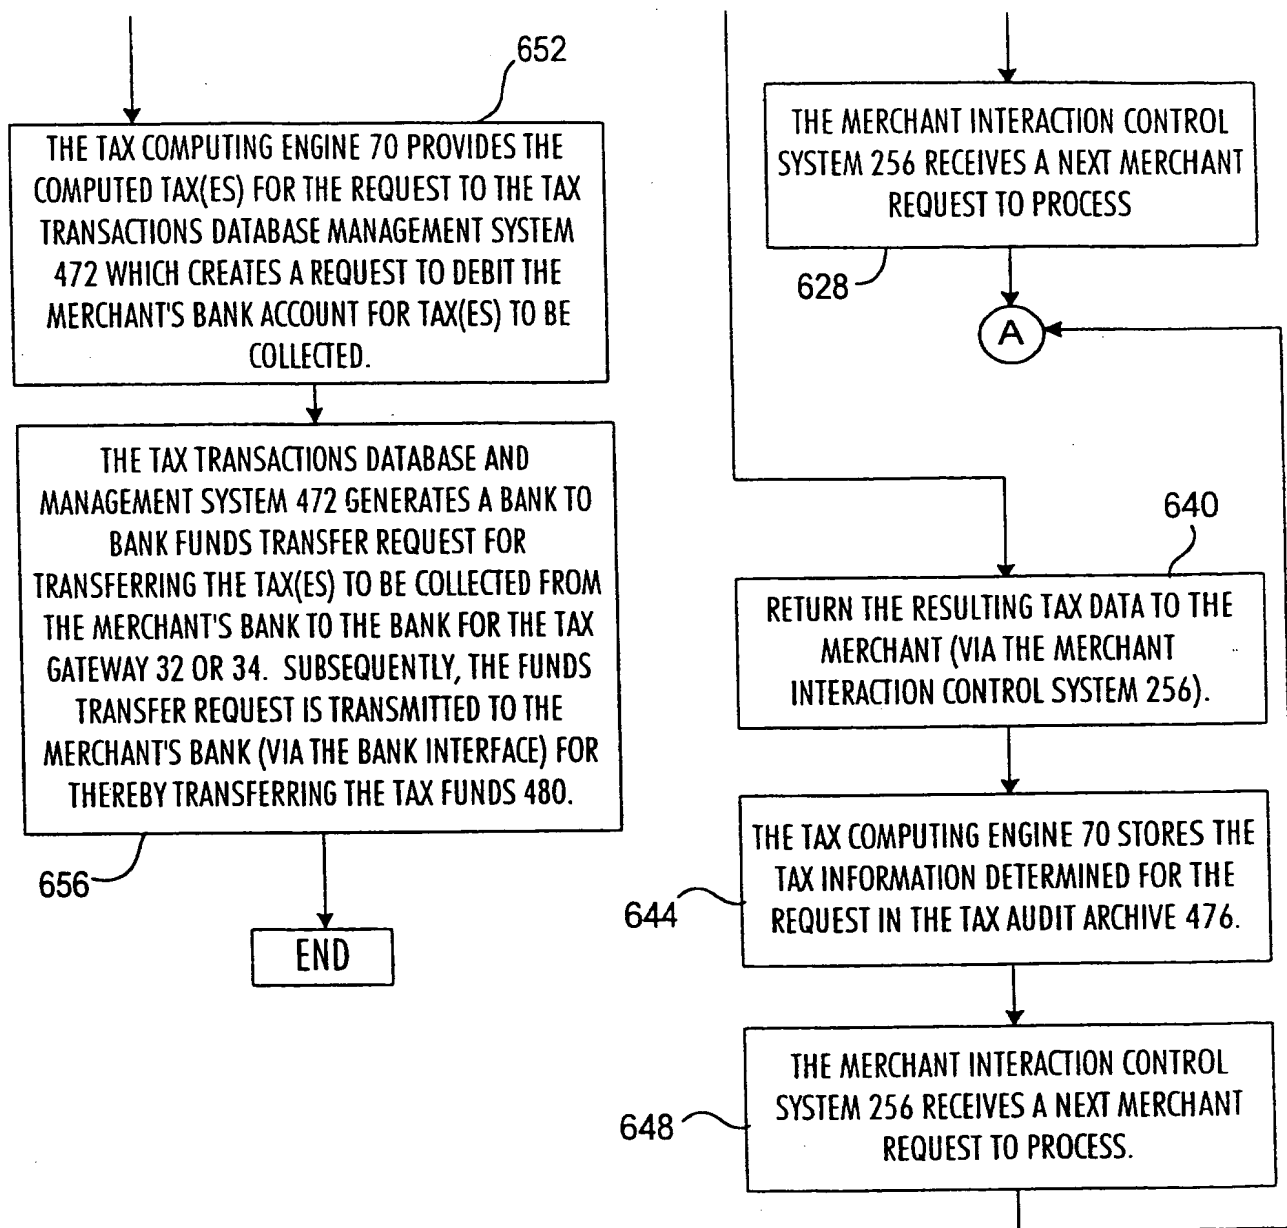 652
THE TAX COMPUTING ENGINE 70 PROVIDES THE
COMPUTED TAX(ES) FOR THE REQUEST TO THE TAX
TRANSACTIONS DATABASE MANAGEMENT SYSTEM
472 WHICH CREATES A REQUEST TO DEBIT THE
MERCHANT'S BANK ACCOUNT FOR TAX(ES) TO BE
COLLECTED.
THE TAX TRANSACTIONS DATABASE AND
MANAGEMENT SYSTEM 472 GENERATES A BANK TO
BANK FUNDS TRANSFER REQUEST FOR
TRANSFERRING THE TAX(ES) TO BE COLLECTED FROM
THE MERCHANT'S BANK TO THE BANK FOR THE TAX
GATEWAY 32 OR 34. SUBSEQUENTLY, THE FUNDS
TRANSFER REQUEST IS TRANSMITTED TO THE
MERCHANT'S BANK (VIA THE BANK INTERFACE) FOR
THEREBY TRANSFERRING THE TAX FUNDS 480.
656
END
THE MERCHANT INTERACTION CONTROL
SYSTEM 256 RECEIVES A NEXT MERCHANT
REQUEST TO PROCESS
628
A
640
RETURN THE RESULTING TAX DATA TO THE
MERCHANT (VIA THE MERCHANT
INTERACTION CONTROL SYSTEM 256).
THE TAX COMPUTING ENGINE 70 STORES THE
TAX INFORMATION DETERMINED FOR THE
REQUEST IN THE TAX AUDIT ARCHIVE 476.
644
THE MERCHANT INTERACTION CONTROL
SYSTEM 256 RECEIVES A NEXT MERCHANT
REQUEST TO PROCESS.
648